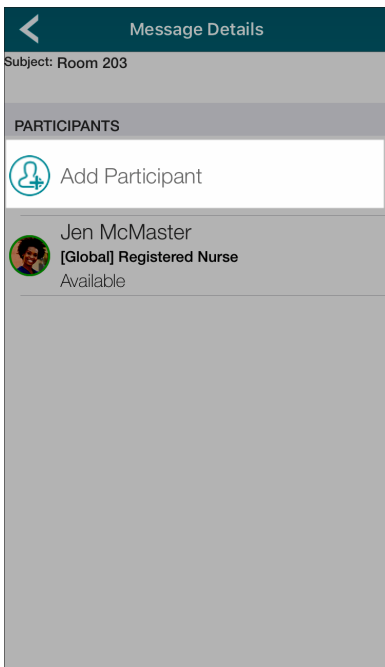 Message Details
Subject: Room 203
PARTICIPANTS
Add Participant
Jen McMaster
[Global] Registered Nurse
Available